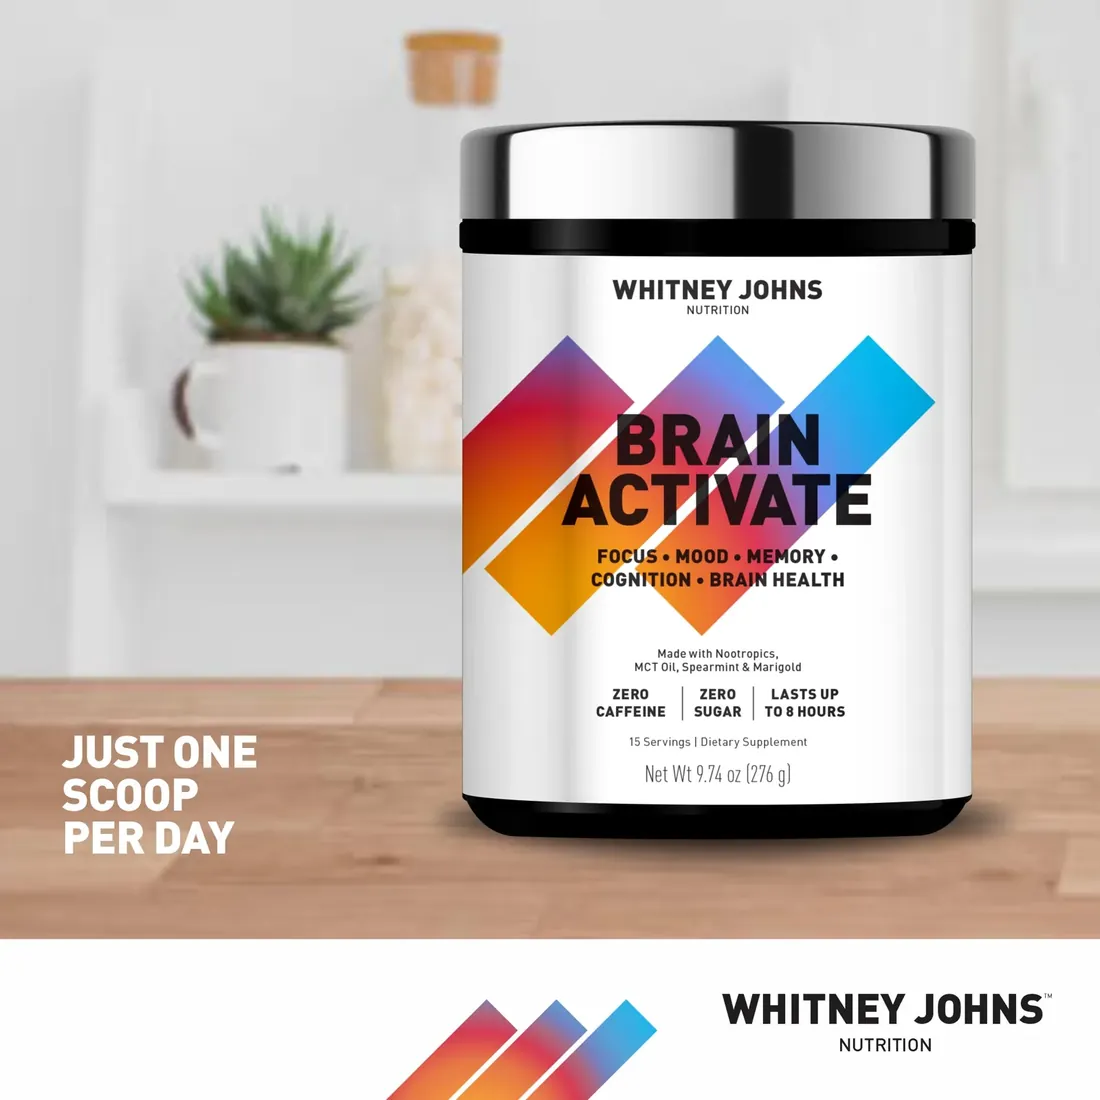 WHITNEY JOHNS
NUTRITION
BRAIN
ACTIVATE
FOCUS • MOOD • MEMORY •
COGNITION • BRAIN HEALTH
Made with Nootropics,
MCT Oil, Spearmint & Marigold
ZERO CAFFEINE | ZERO SUGAR | LASTS UP TO 8 HOURS
15 Servings | Dietary Supplement
Net Wt 9.74 oz (276 g)
JUST ONE
SCOOP
PER DAY
WHITNEY JOHNS™
NUTRITION